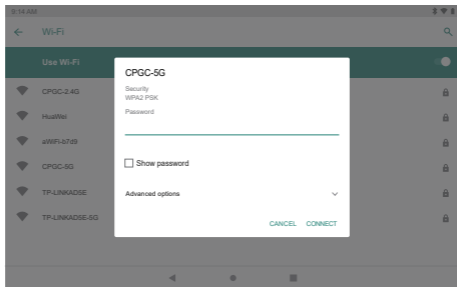 8:14 AM
Wi-Fi
Use Wi-Fi
CPGC-2.4G
HuaWei
aWiFi-b7d9
CPGC-5G
TP-LINKADSE
TP-LINKADSE-5G
CPGC-5G
Security
WPA2 PSK
Password
Show password
Advanced options
CANCEL CONNECT